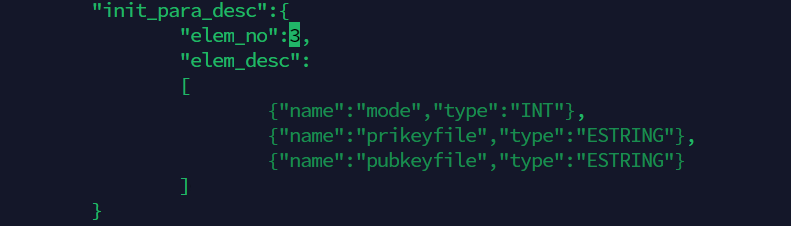 "init_para_desc":{
"elem_no":3,
"elem_desc":
[
{"name":"mode","type":"INT"},
{"name":"prikeyfile","type":"ESTRING"},
{"name":"pubkeyfile","type":"ESTRING"}
]
}